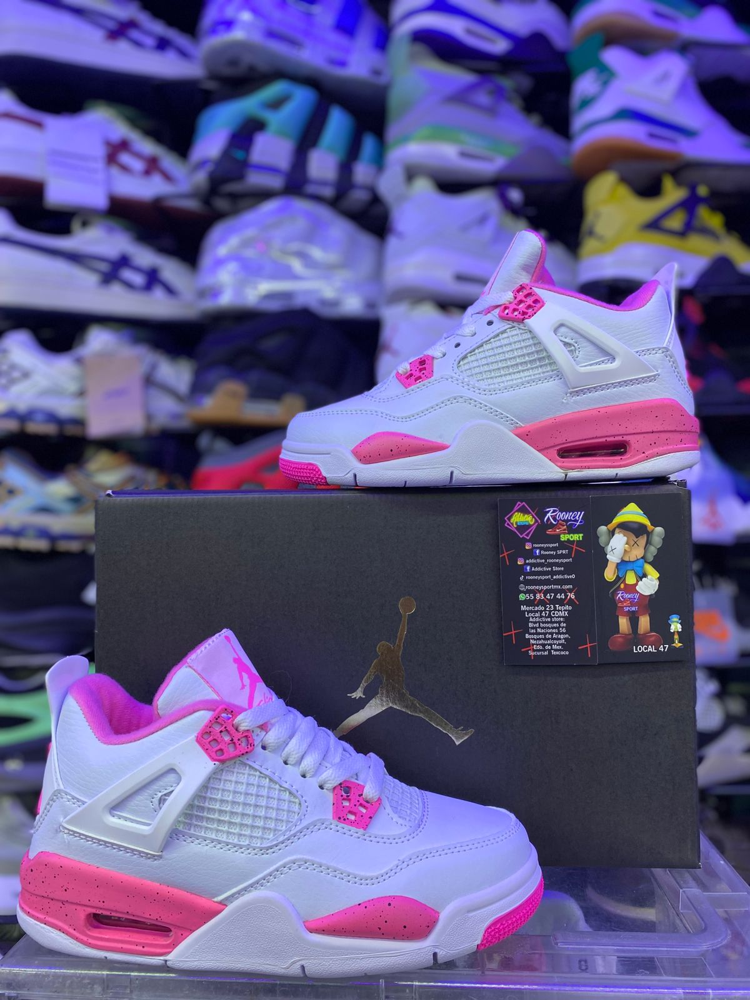 Addictive
STORE
Rooney
SPORT
rooneyssport
Rooney SPRT
addictive_rooneysport
Addictive Store
rooneysport_addictive0
rooneysportmx.com
55 83 47 44 76
Mercado 23 Tepito
Local 47 CDMX
Addictive store:
Blvd bosques de
las Naciones 56
Bosques de Aragon,
Nezahualcoyolt,
Edo. de Mex.
Sucursal Texcoco
Rooney
SPORT
LOCAL 47